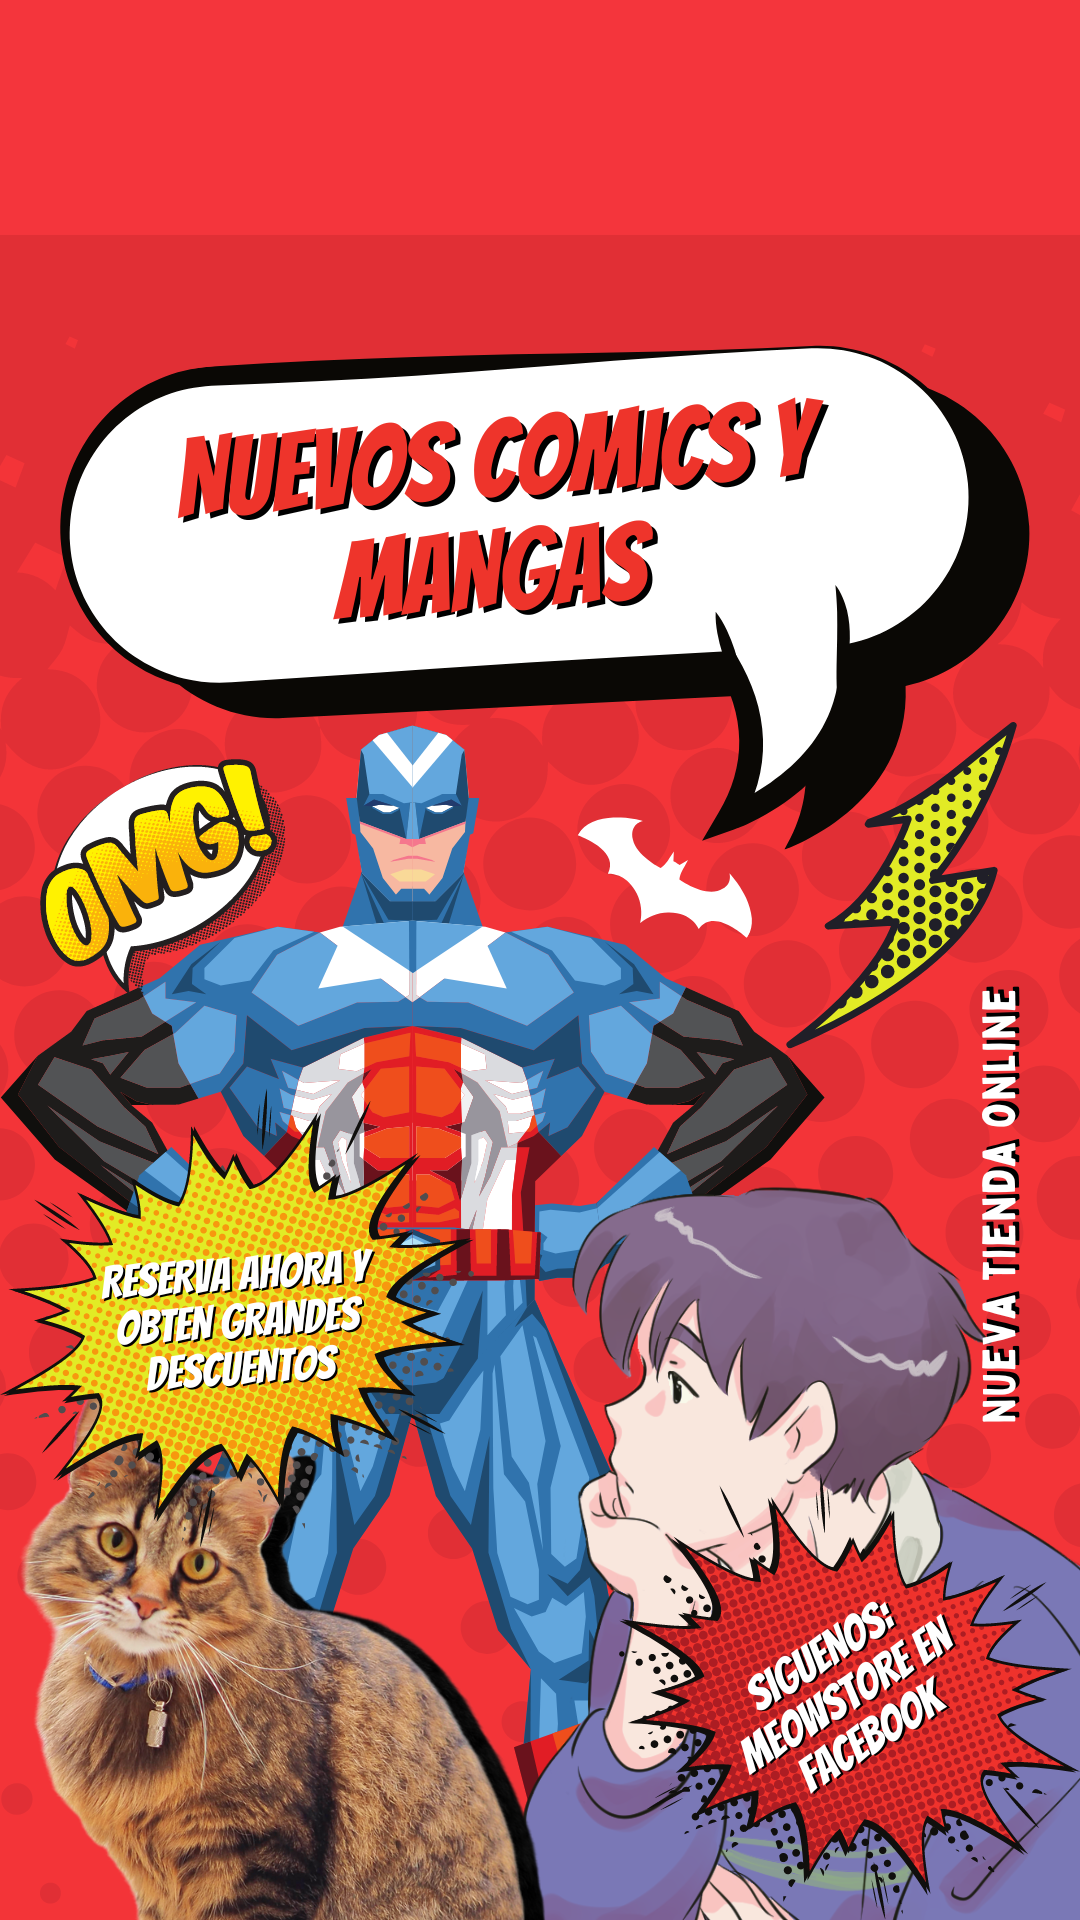 NUEVOS COMICS Y
MANGAS
OMG!
NUEVA TIENDA ONLINE
RESERVA AHORA Y
OBTEN GRANDES
DESCUENTOS
SIGUENOS:
MEOWSTORE EN
FACEBOOK